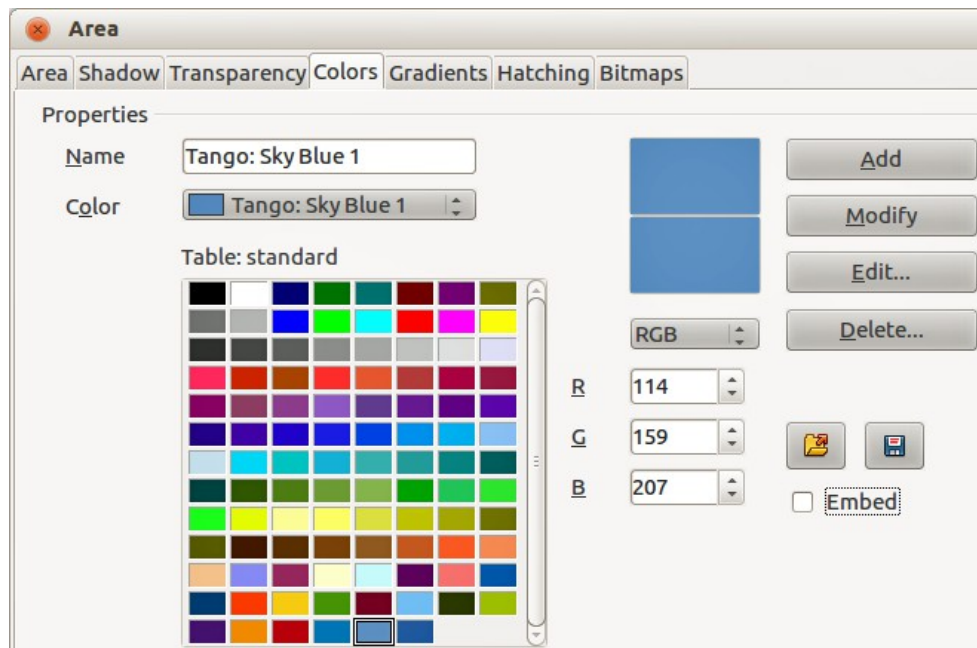 Area
Area Shadow Transparency Colors Gradients Hatching Bitmaps
Properties
Name Tango: Sky Blue 1
Add
Color Tango: Sky Blue 1
Modify
Table: standard
Edit...
RGB
Delete...
R 114
G 159
B 207
Embed